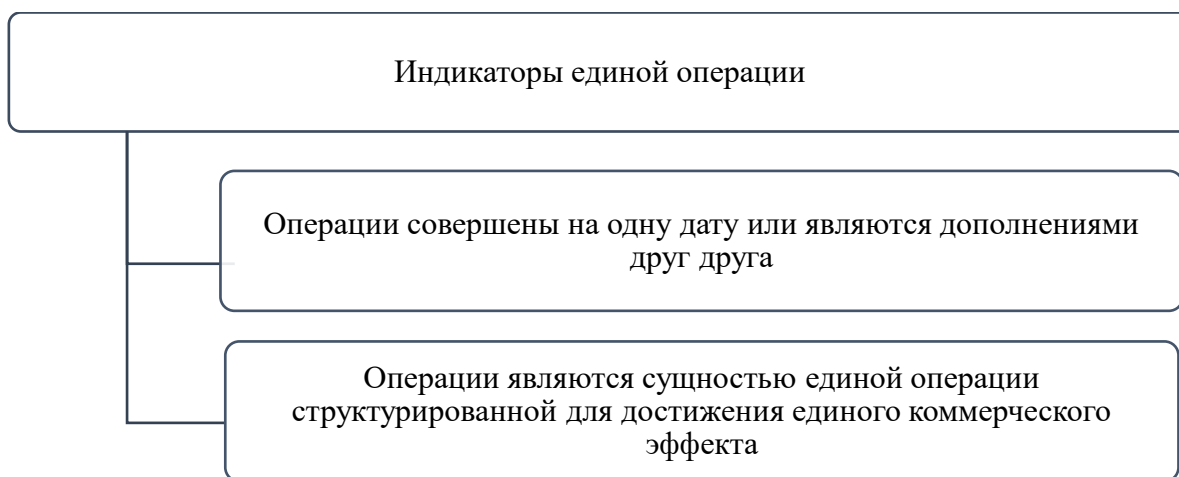 Индикаторы единой операции
Операции совершены на одну дату или являются дополнениями
друг друга
Операции являются сущностью единой операции
структурированной для достижения единого коммерческого
эффекта